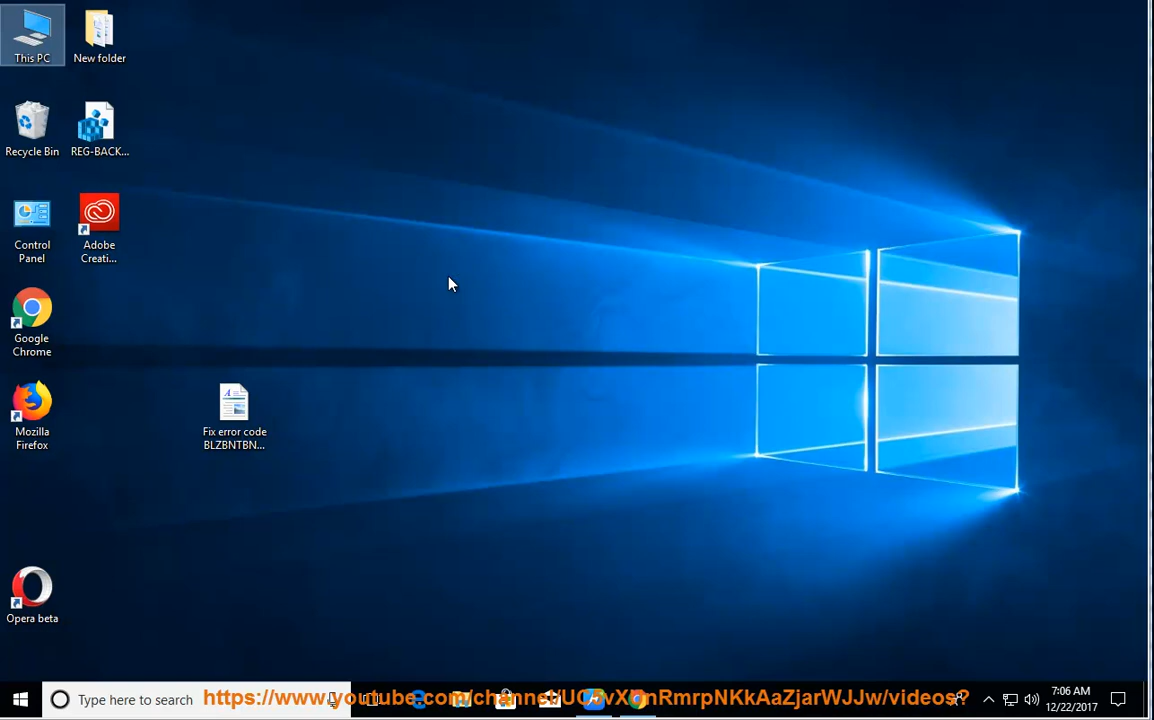 This PC
New folder
Recycle Bin
REG-BACK...
Control
Panel
Adobe
Creati...
Google
Chrome
Mozilla
Firefox
Fix error code
BLZBNTBN...
Opera beta
Type here to search
7:06 AM
12/22/2017